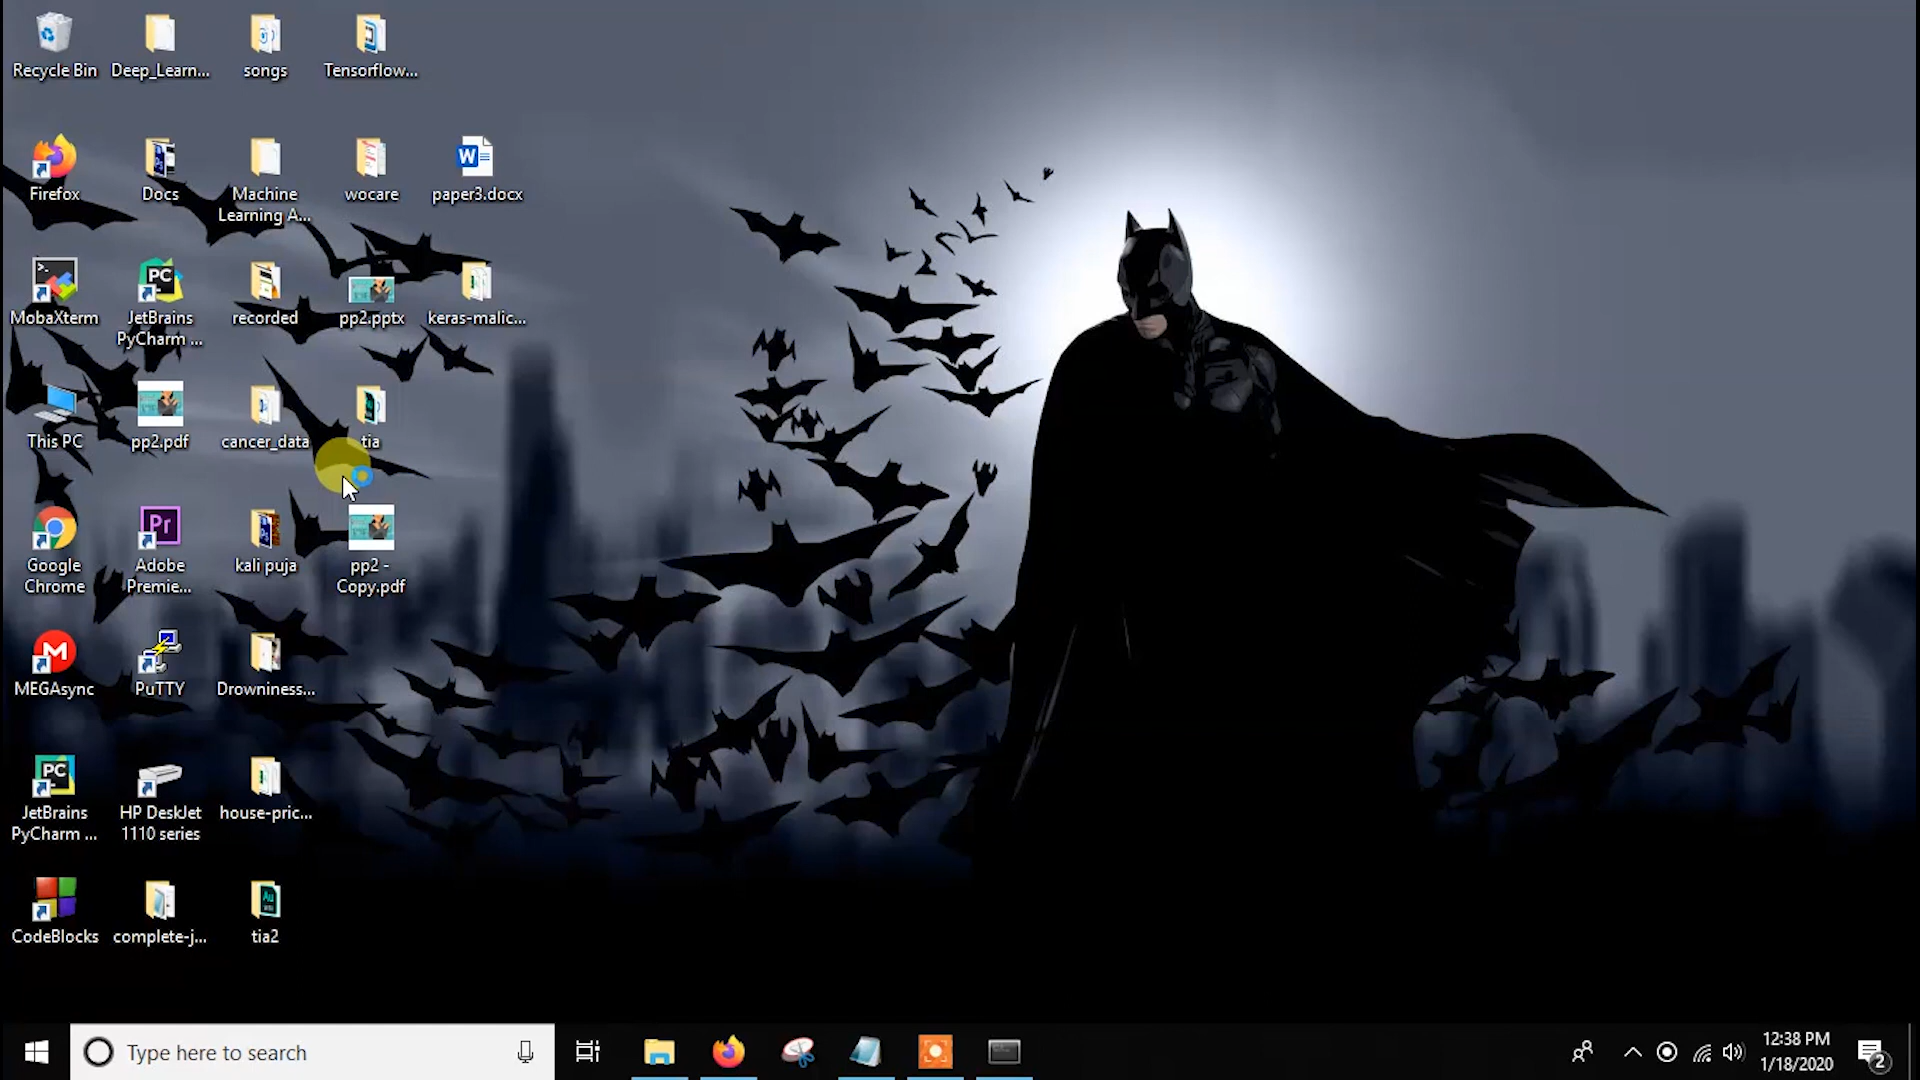 Recycle Bin
Deep_Learn...
songs
Tensorflow...
Firefox
Docs
Machine
Learning A...
wocare
paper3.docx
MobaXterm
JetBrains
PyCharm ...
recorded
pp2.pptx
keras-malic...
This PC
pp2.pdf
cancer_data
tia
Google
Chrome
Adobe
Premie...
kali puja
pp2 -
Copy.pdf
MEGAsync
PuTTY
Drowniness...
JetBrains
PyCharm ...
HP DeskJet
1110 series
house-pric...
CodeBlocks
complete-j...
tia2
Type here to search
12:38 PM
1/18/2020
2